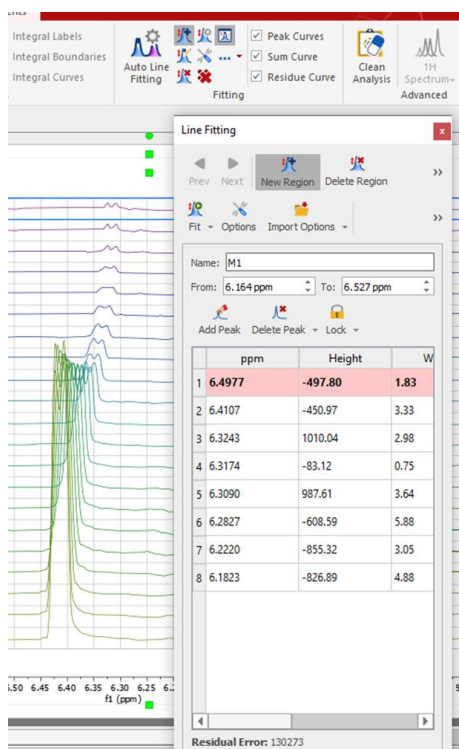 Integral Labels
Integral Boundaries
Integral Curves
Auto Line
Fitting
Peak Curves
Sum Curve
Residue Curve
Fitting
Clean
Analysis
1H
Spectrum
Advanced
Line Fitting
Prev Next New Region Delete Region
Fit Options Import Options
Name: M1
From: 6.164 ppm To: 6.527 ppm
Add Peak Delete Peak Lock
ppm Height W
1 6.4977 -497.80 1.83
2 6.4107 -450.97 3.33
3 6.3243 1010.04 2.98
4 6.3174 -83.12 0.75
5 6.3090 987.61 3.64
6 6.2827 -608.59 5.88
7 6.2220 -855.32 3.05
8 6.1823 -826.89 4.88
6.45 6.40 6.35 6.30 6.25
f1 (ppm)
Residual Error: 130273